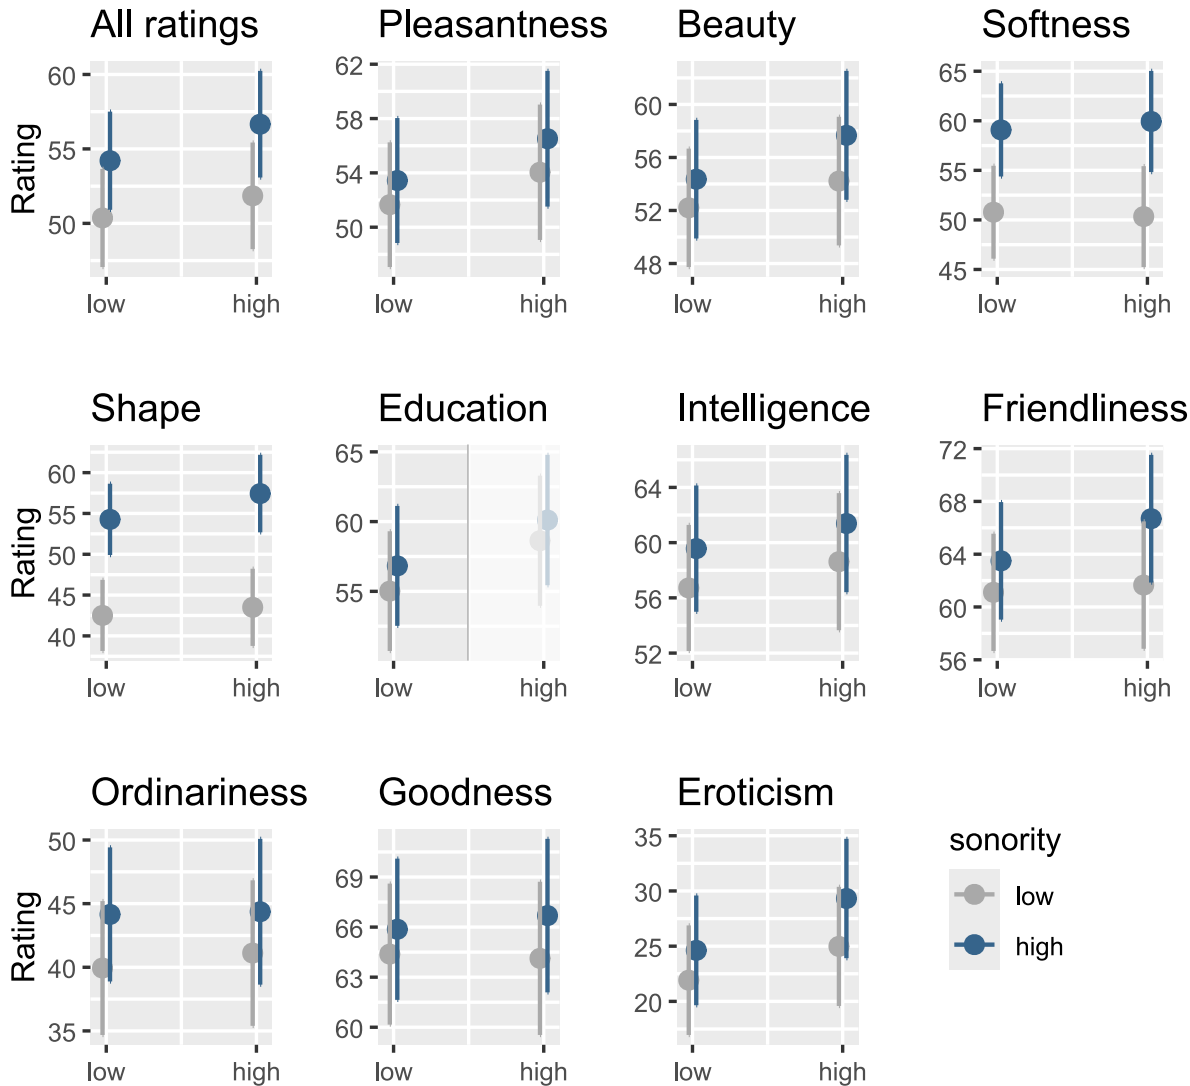 All ratings Pleasantness Beauty Softness
Rating
60
55
50
low high
62
58
54
50
low high
60
56
52
48
low high
65
60
55
50
45
low high
Shape Education Intelligence Friendliness
Rating
60
55
50
45
40
low high
65
60
55
low high
64
60
56
52
low high
72
68
64
60
56
low high
Ordinariness Goodness Eroticism
Rating
50
45
40
35
low high
69
66
63
60
low high
35
30
25
20
low high
sonority
low
high